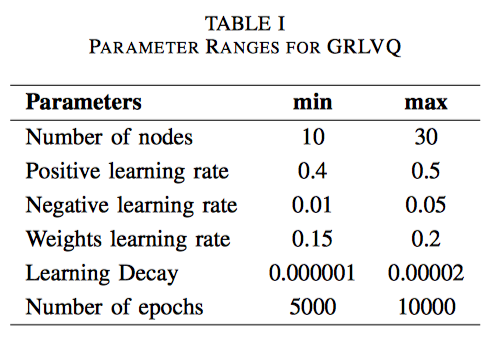 TABLE I
PARAMETER RANGES FOR GRLVQ
Parameters min max
Number of nodes 10 30
Positive learning rate 0.4 0.5
Negative learning rate 0.01 0.05
Weights learning rate 0.15 0.2
Learning Decay 0.000001 0.00002
Number of epochs 5000 10000